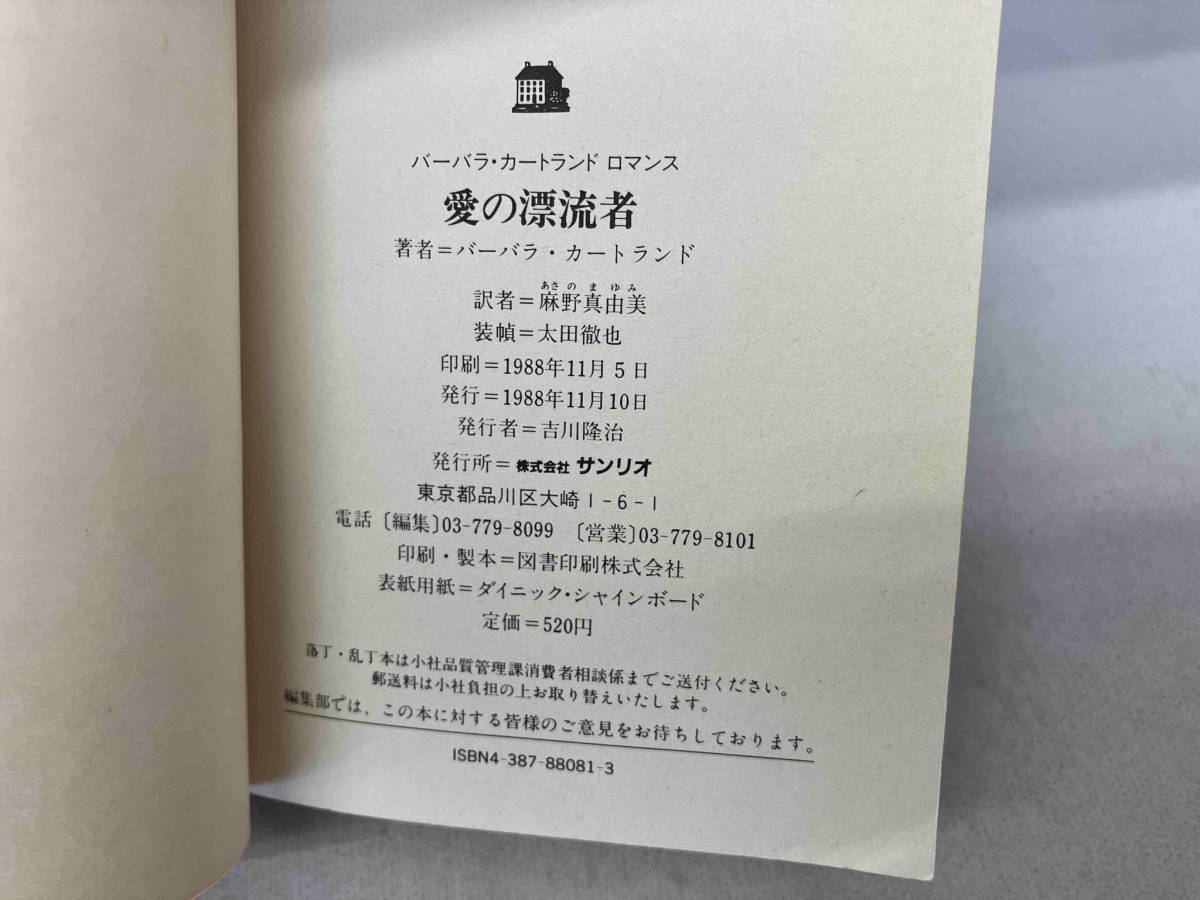 バーバラ・カートランド ロマンス
愛の漂流者
著者＝バーバラ・カートランド
あさ の ま ゆ み
訳者＝麻野真由美
装幀＝太田徹也
印刷＝1988年11月5日
発行＝1988年11月10日
発行者＝吉川隆治
発行所＝株式会社 サンリオ
東京都品川区大崎1-6-1
電話〔編集〕03-779-8099 〔営業〕03-779-8101
印刷・製本＝図書印刷株式会社
表紙用紙＝ダイニック・シャインボード
定価＝520円
落丁・乱丁本は小社品質管理課消費者相談係までご送付ください。
郵送料は小社負担の上お取り替えいたします。
編集部では、この本に対する皆様のご意見をお待ちしております。
ISBN4-387-88081-3